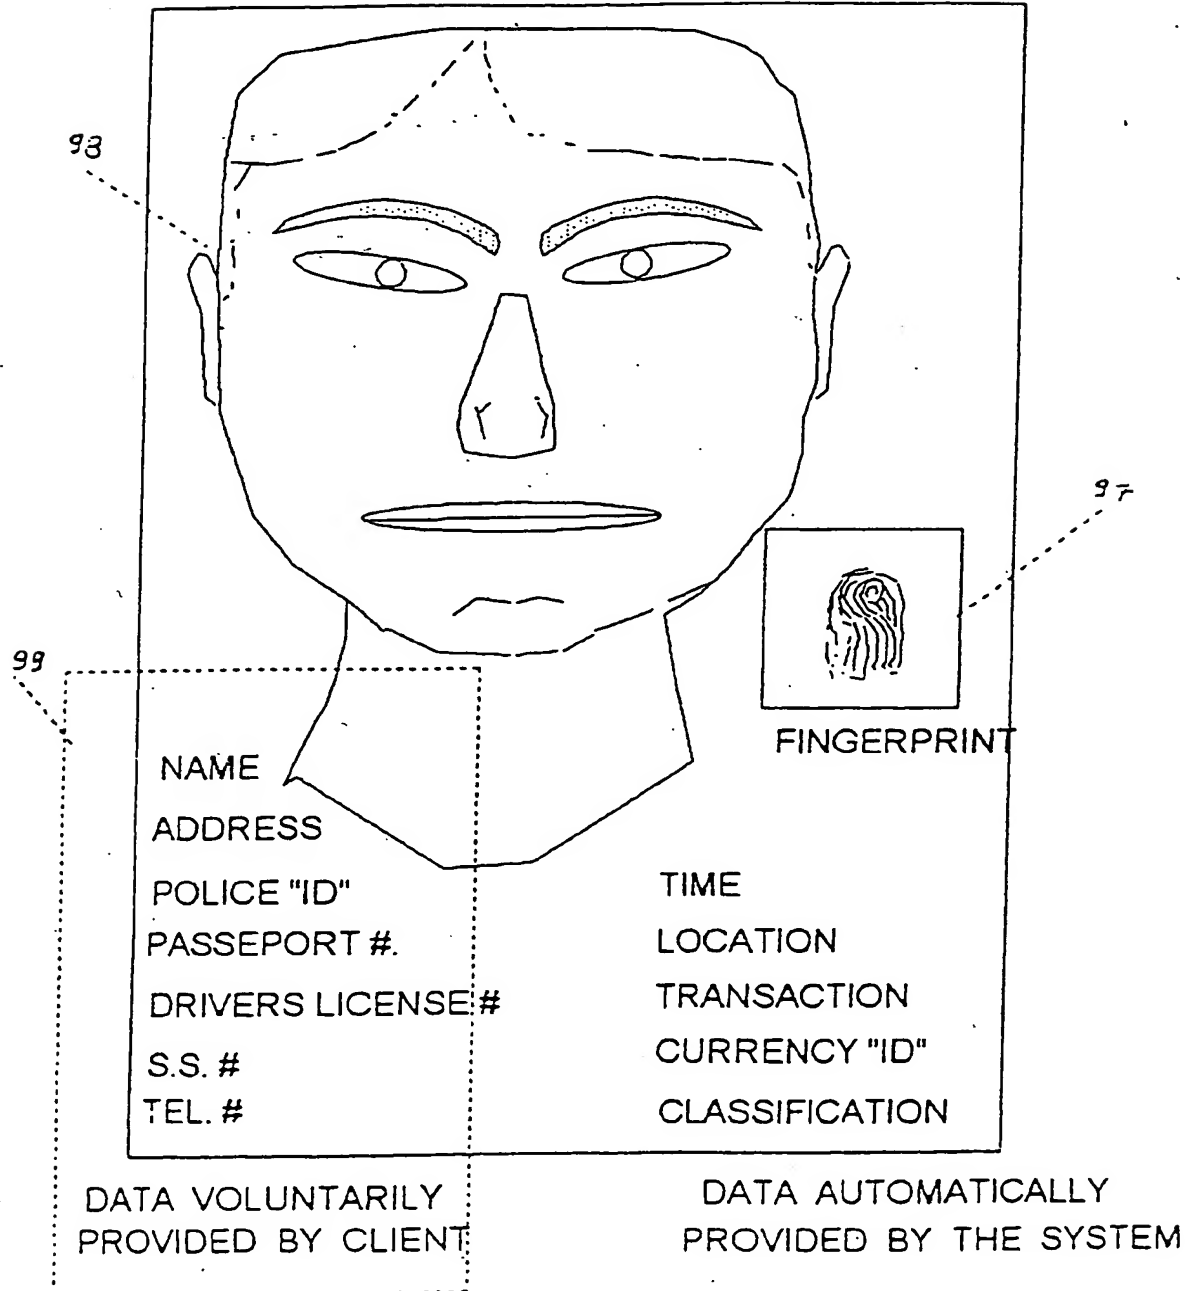 93
97
99
FINGERPRINT
NAME
ADDRESS
POLICE "ID"
PASSEPORT #.
DRIVERS LICENSE #
S.S. #
TEL. #
TIME
LOCATION
TRANSACTION
CURRENCY "ID"
CLASSIFICATION
DATA VOLUNTARILY
PROVIDED BY CLIENT
DATA AUTOMATICALLY
PROVIDED BY THE SYSTEM